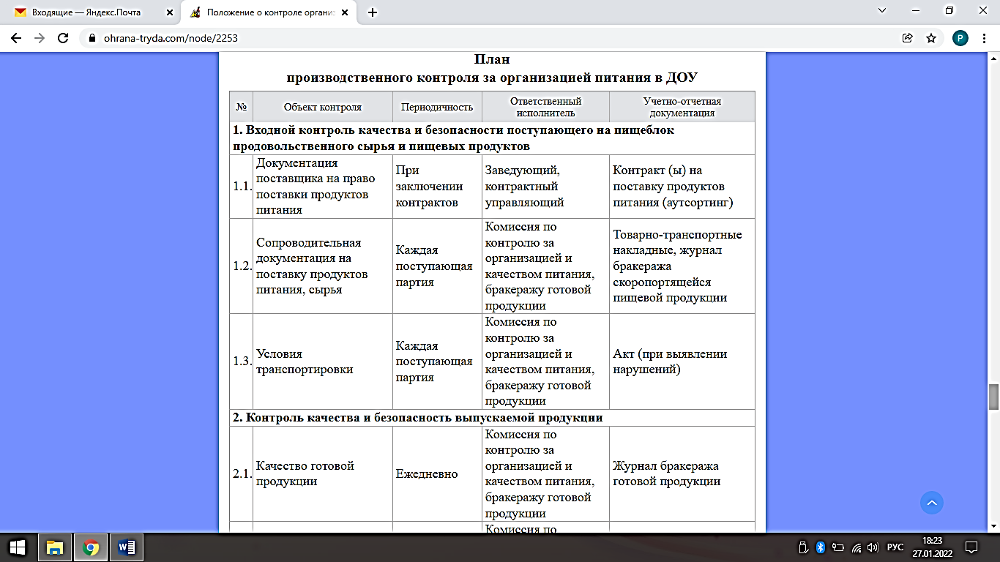 Входящие — Яндекс.Почта
Положение о контроле организ
ohrana-tryda.com/node/2253
P
План
производственного контроля за организацией питания в ДОУ
№
Объект контроля
Периодичность
Ответственный
исполнитель
Учетно-отчетная
документация
1. Входной контроль качества и безопасности поступающего на пищеблок
продовольственного сырья и пищевых продуктов
1.1.
Документация
поставщика на право
поставки продуктов
питания
При
заключении
контрактов
Заведующий,
контрактный
управляющий
Контракт (ы) на
поставку продуктов
питания (аутсортинг)
1.2.
Сопроводительная
документация на
поставку продуктов
питания, сырья
Каждая
поступающая
партия
Комиссия по
контролю за
организацией и
качеством питания,
бракеражу готовой
продукции
Товарно-транспортные
накладные, журнал
бракеража
скоропортящейся
пищевой продукции
1.3.
Условия
транспортировки
Каждая
поступающая
партия
Комиссия по
контролю за
организацией и
качеством питания,
бракеражу готовой
продукции
Акт (при выявлении
нарушений)
2. Контроль качества и безопасность выпускаемой продукции
2.1.
Качество готовой
продукции
Ежедневно
Комиссия по
контролю за
организацией и
качеством питания,
бракеражу готовой
продукции
Журнал бракеража
готовой продукции
Комиссия по
РУС
18:23
27.01.2022